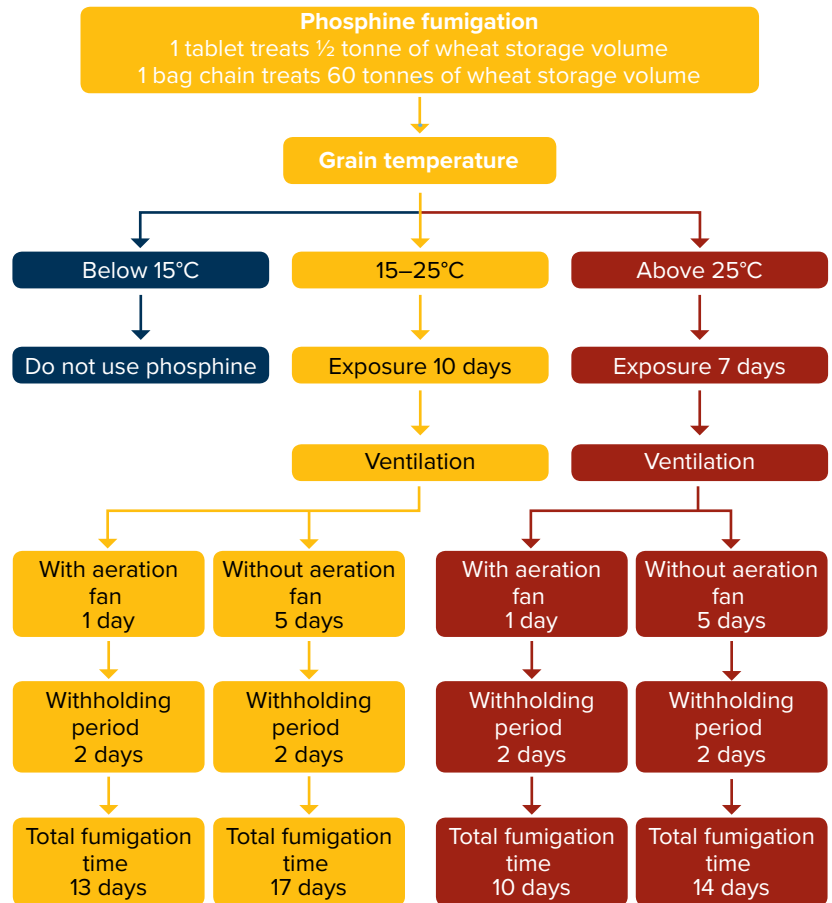 Phosphine fumigation
1 tablet treats ½ tonne of wheat storage volume
1 bag chain treats 60 tonnes of wheat storage volume
Grain temperature
Below 15°C
15–25°C
Above 25°C
Do not use phosphine
Exposure 10 days
Exposure 7 days
Ventilation
Ventilation
With aeration
fan
1 day
Without aeration
fan
5 days
With aeration
fan
1 day
Without aeration
fan
5 days
Withholding
period
2 days
Withholding
period
2 days
Withholding
period
2 days
Withholding
period
2 days
Total fumigation
time
13 days
Total fumigation
time
17 days
Total fumigation
time
10 days
Total fumigation
time
14 days